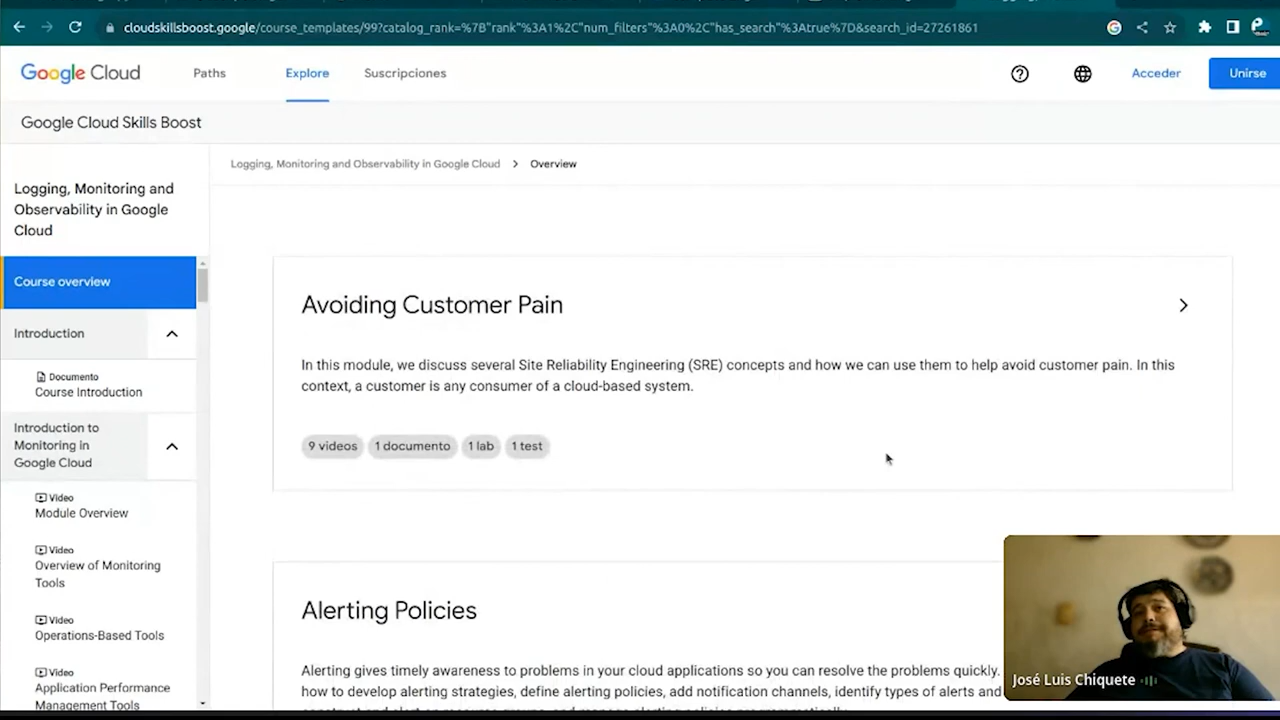 cloudskillsboost.google/course_templates/99?catalog_rank=%7B"rank"%3A1%2C"num_filters"%3A0%2C"has_search"%3Atrue%7D&search_id=27261861
Google Cloud
Paths
Explore
Suscripciones
Acceder
Unirse
Google Cloud Skills Boost
Logging, Monitoring and Observability in Google Cloud > Overview
Logging, Monitoring and
Observability in Google
Cloud
Course overview
Introduction
Documento
Course Introduction
Introduction to
Monitoring in
Google Cloud
Video
Module Overview
Video
Overview of Monitoring
Tools
Video
Operations-Based Tools
Video
Application Performance
Management Tools
Avoiding Customer Pain
In this module, we discuss several Site Reliability Engineering (SRE) concepts and how we can use them to help avoid customer pain. In this
context, a customer is any consumer of a cloud-based system.
9 videos
1 documento
1 lab
1 test
Alerting Policies
Alerting gives timely awareness to problems in your cloud applications so you can resolve the problems quickly.
how to develop alerting strategies, define alerting policies, add notification channels, identify types of alerts and
José Luis Chiquete